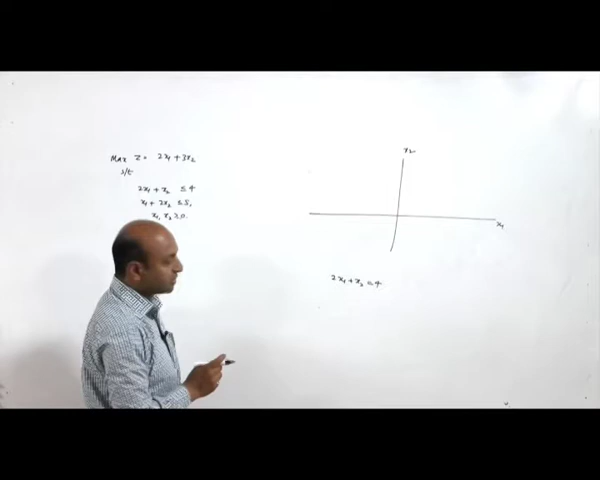 Max Z = 2x₁ + 3x₂
s/t
2x₁ + x₂ ≤ 4
x₁ + 2x₂ ≤ 5,
x₁, x₂ ≥ 0.
x₂
x₁
2x₁ + x₂ ≤ 4